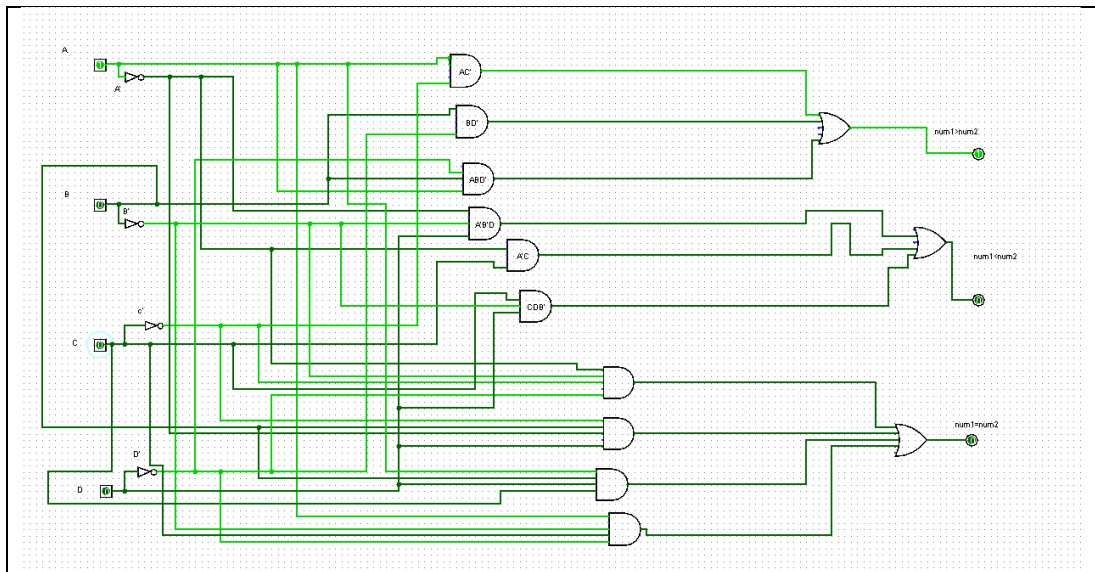 A
A'
AC'
BD'
num1>num2
ABD'
B
B'
A'B'D
A'C
num1<num2
CDB'
c'
C
num1=num2
D'
D